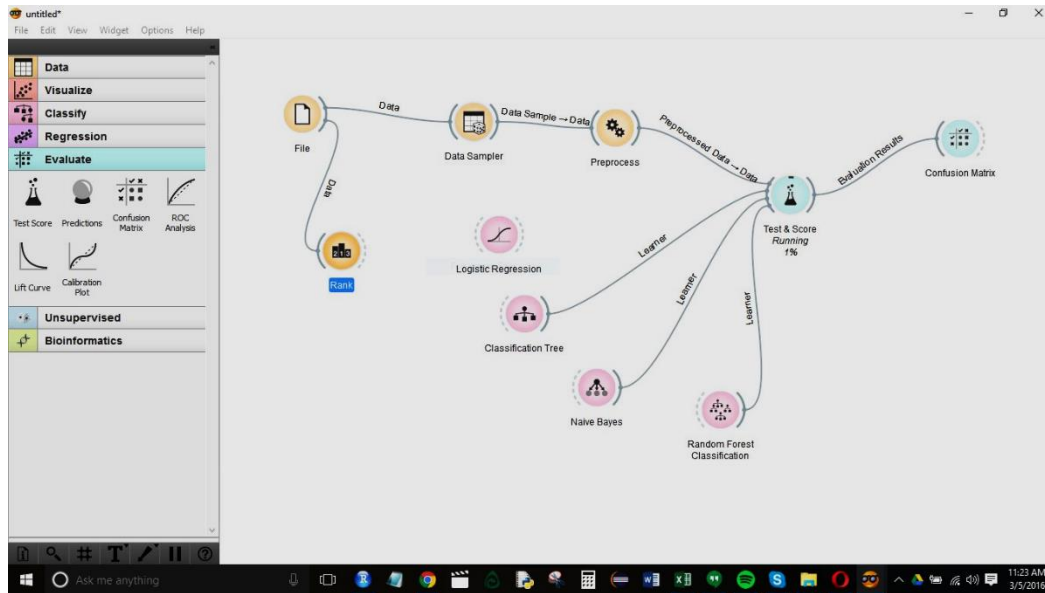 untitled*
File Edit View Widget Options Help
Data
Visualize
Classify
Regression
Evaluate
Test Score Predictions Confusion Matrix ROC Analysis
Lift Curve Calibration Plot
Unsupervised
Bioinformatics
File
Data
Data
Rank
Data Sampler
Data Sample → Data
Preprocess
Preprocessed Data → Data
Logistic Regression
Classification Tree
Learner
Naive Bayes
Learner
Random Forest
Classification
Learner
Test & Score
Running
1%
Evaluation Results
Confusion Matrix
Ask me anything
11:23 AM
3/5/2016